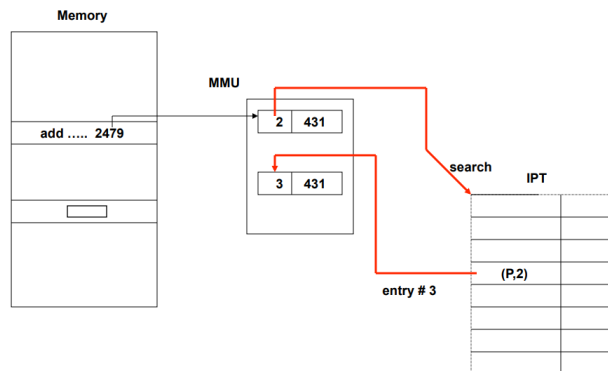 Memory
MMU
add ..... 2479
2 431
search
IPT
3 431
(P,2)
entry # 3